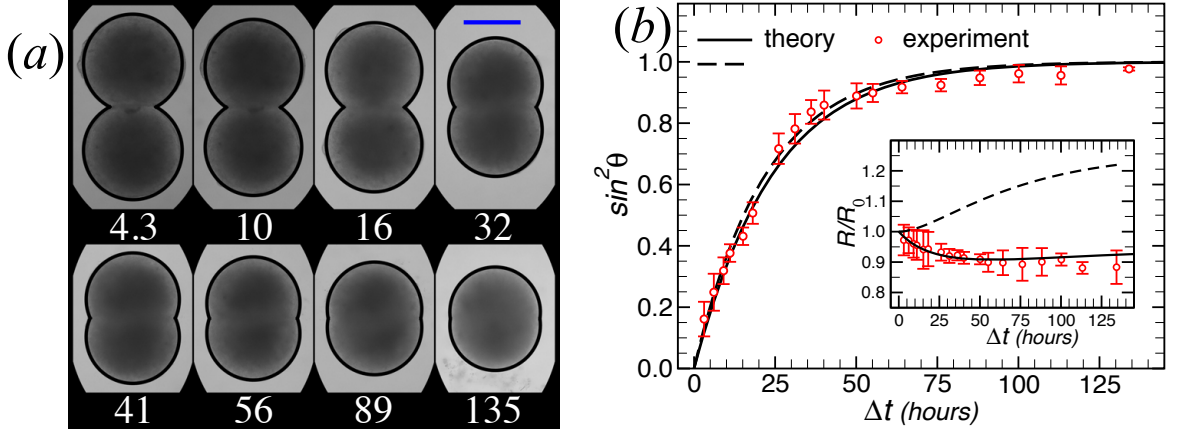 (a)
4.3 10 16 32
41 56 89 135
(b)
theory experiment
sin²θ
1.0
0.8
0.6
0.4
0.2
0.0
0 25 50 75 100 125
Δt (hours)
R/R₀
1.2
1.0
0.9
0.8
0 25 50 75 100 125
Δt (hours)